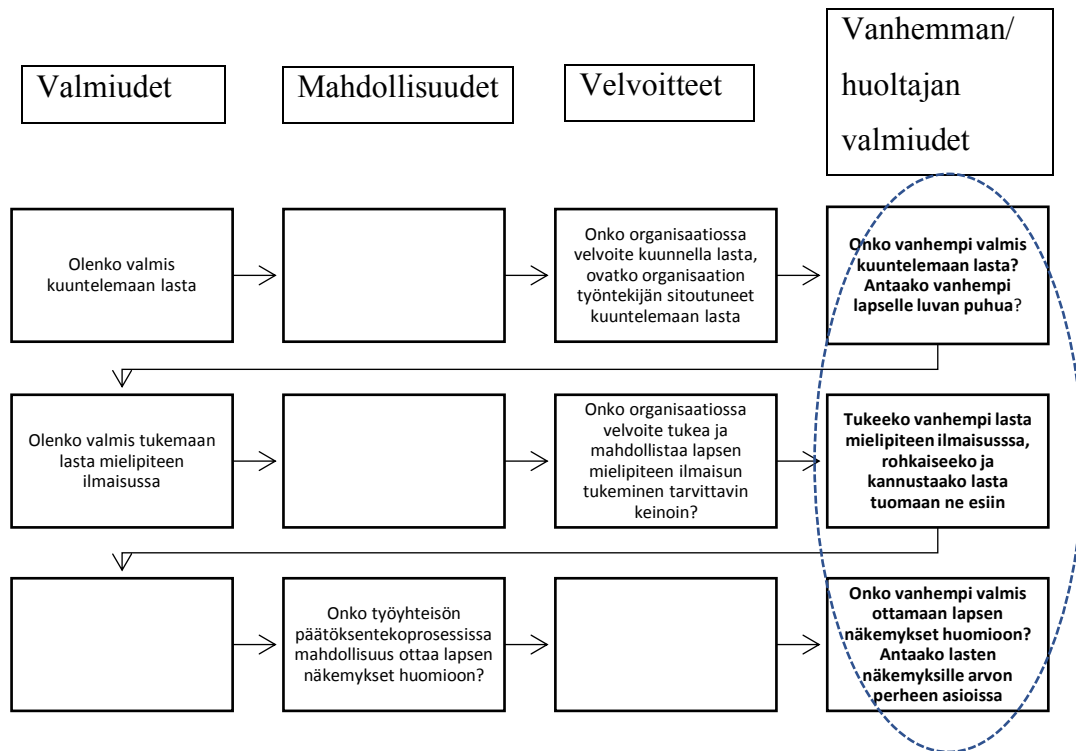 Valmiudet
Mahdollisuudet
Velvoitteet
Vanhemman/
huoltajan
valmiudet
Olenko valmis
kuuntelemaan lasta
Onko organisaatiossa
velvoite kuunnella lasta,
ovatko organisaation
työntekijän sitoutuneet
kuuntelemaan lasta
Onko vanhempi valmis
kuuntelemaan lasta?
Antaako vanhempi
lapselle luvan puhua?
Olenko valmis tukemaan
lasta mielipiteen
ilmaisussa
Onko organisaatiossa
velvoite tukea ja
mahdollistaa lapsen
mielipiteen ilmaisun
tukeminen tarvittavin
keinoin?
Tukeeko vanhempi lasta
mielipiteen ilmaisusssa,
rohkaiseeko ja
kannustaako lasta
tuomaan ne esiin
Onko työyhteisön
päätöksentekoprosessissa
mahdollisuus ottaa lapsen
näkemykset huomioon?
Onko vanhempi valmis
ottamaan lapsen
näkemykset huomioon?
Antaako lasten
näkemyksille arvon
perheen asioissa